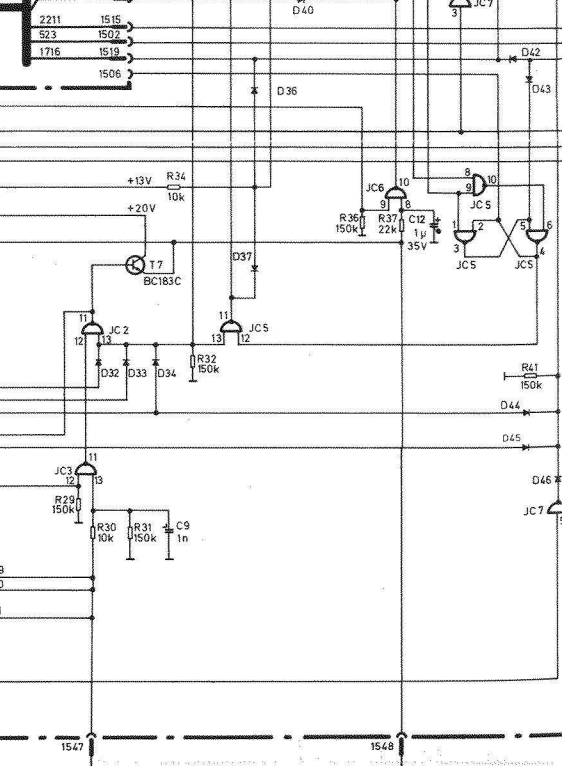 D40
JC7
3
2211 1515
523 1502
1716 1519
1506
D42
D43
D36
+13V R34
10k
+20V
JC6 10
9 8
R36
150k
R37
22k
C12
1µ
35V
8
9 10
JC5
1 2
3
JC5
5 6
4
JC5
T7
BC183C
D37
11
JC2
12 13
11
JC5
13 12
D32 D33 D34
R32
150k
R41
150k
D44
D45
D46
JC7
11
JC3
12 13
R29
150k
R30
10k
R31
150k
C9
1n
1547
1548